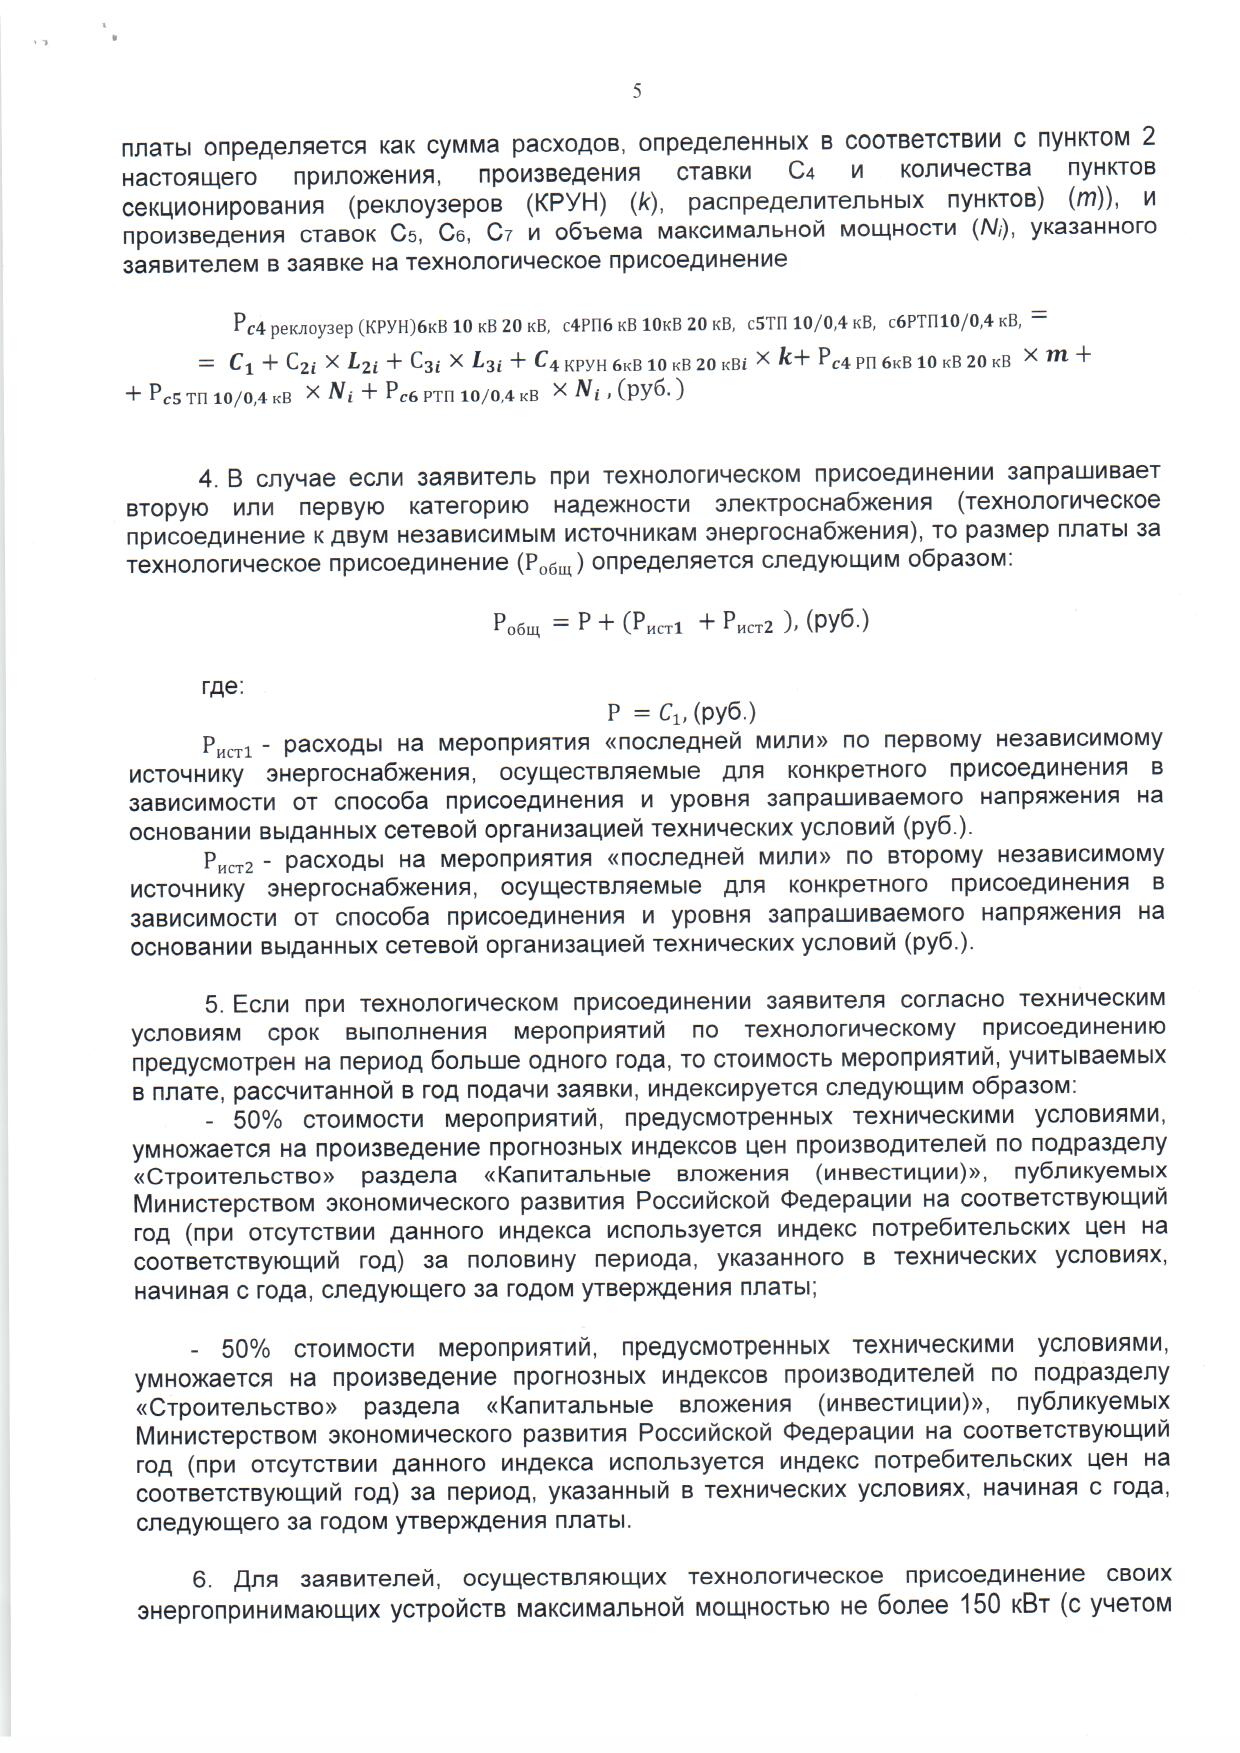 5
платы определяется как сумма расходов, определенных в соответствии с пунктом 2
настоящего приложения, произведения ставки С4 и количества пунктов
секционирования (реклоузеров (КРУН) (k), распределительных пунктов) (m)), и
произведения ставок С5, С6, С7 и объема максимальной мощности (Ni), указанного
заявителем в заявке на технологическое присоединение
Рс4 реклоузер (КРУН)6кВ 10 кВ 20 кВ, с4РП6 кВ 10кВ 20 кВ, с5ТП 10/0,4 кВ, с6РТП10/0,4 кВ, =
= C1 + C2i × L2i + C3i × L3i + C4 КРУН 6кВ 10 кВ 20 кВi × k+ Рс4 РП 6кВ 10 кВ 20 кВ × m +
+ Рс5 ТП 10/0,4 кВ × Ni + Рс6 РТП 10/0,4 кВ × Ni , (руб.)
4. В случае если заявитель при технологическом присоединении запрашивает
вторую или первую категорию надежности электроснабжения (технологическое
присоединение к двум независимым источникам энергоснабжения), то размер платы за
технологическое присоединение (Робщ ) определяется следующим образом:
Робщ = Р + (Рист1 + Рист2 ), (руб.)
где:
Р = C1, (руб.)
Рист1 - расходы на мероприятия «последней мили» по первому независимому
источнику энергоснабжения, осуществляемые для конкретного присоединения в
зависимости от способа присоединения и уровня запрашиваемого напряжения на
основании выданных сетевой организацией технических условий (руб.).
Рист2 - расходы на мероприятия «последней мили» по второму независимому
источнику энергоснабжения, осуществляемые для конкретного присоединения в
зависимости от способа присоединения и уровня запрашиваемого напряжения на
основании выданных сетевой организацией технических условий (руб.).
5. Если при технологическом присоединении заявителя согласно техническим
условиям срок выполнения мероприятий по технологическому присоединению
предусмотрен на период больше одного года, то стоимость мероприятий, учитываемых
в плате, рассчитанной в год подачи заявки, индексируется следующим образом:
- 50% стоимости мероприятий, предусмотренных техническими условиями,
умножается на произведение прогнозных индексов цен производителей по подразделу
«Строительство» раздела «Капитальные вложения (инвестиции)», публикуемых
Министерством экономического развития Российской Федерации на соответствующий
год (при отсутствии данного индекса используется индекс потребительских цен на
соответствующий год) за половину периода, указанного в технических условиях,
начиная с года, следующего за годом утверждения платы;
- 50% стоимости мероприятий, предусмотренных техническими условиями,
умножается на произведение прогнозных индексов производителей по подразделу
«Строительство» раздела «Капитальные вложения (инвестиции)», публикуемых
Министерством экономического развития Российской Федерации на соответствующий
год (при отсутствии данного индекса используется индекс потребительских цен на
соответствующий год) за период, указанный в технических условиях, начиная с года,
следующего за годом утверждения платы.
6. Для заявителей, осуществляющих технологическое присоединение своих
энергопринимающих устройств максимальной мощностью не более 150 кВт (с учетом